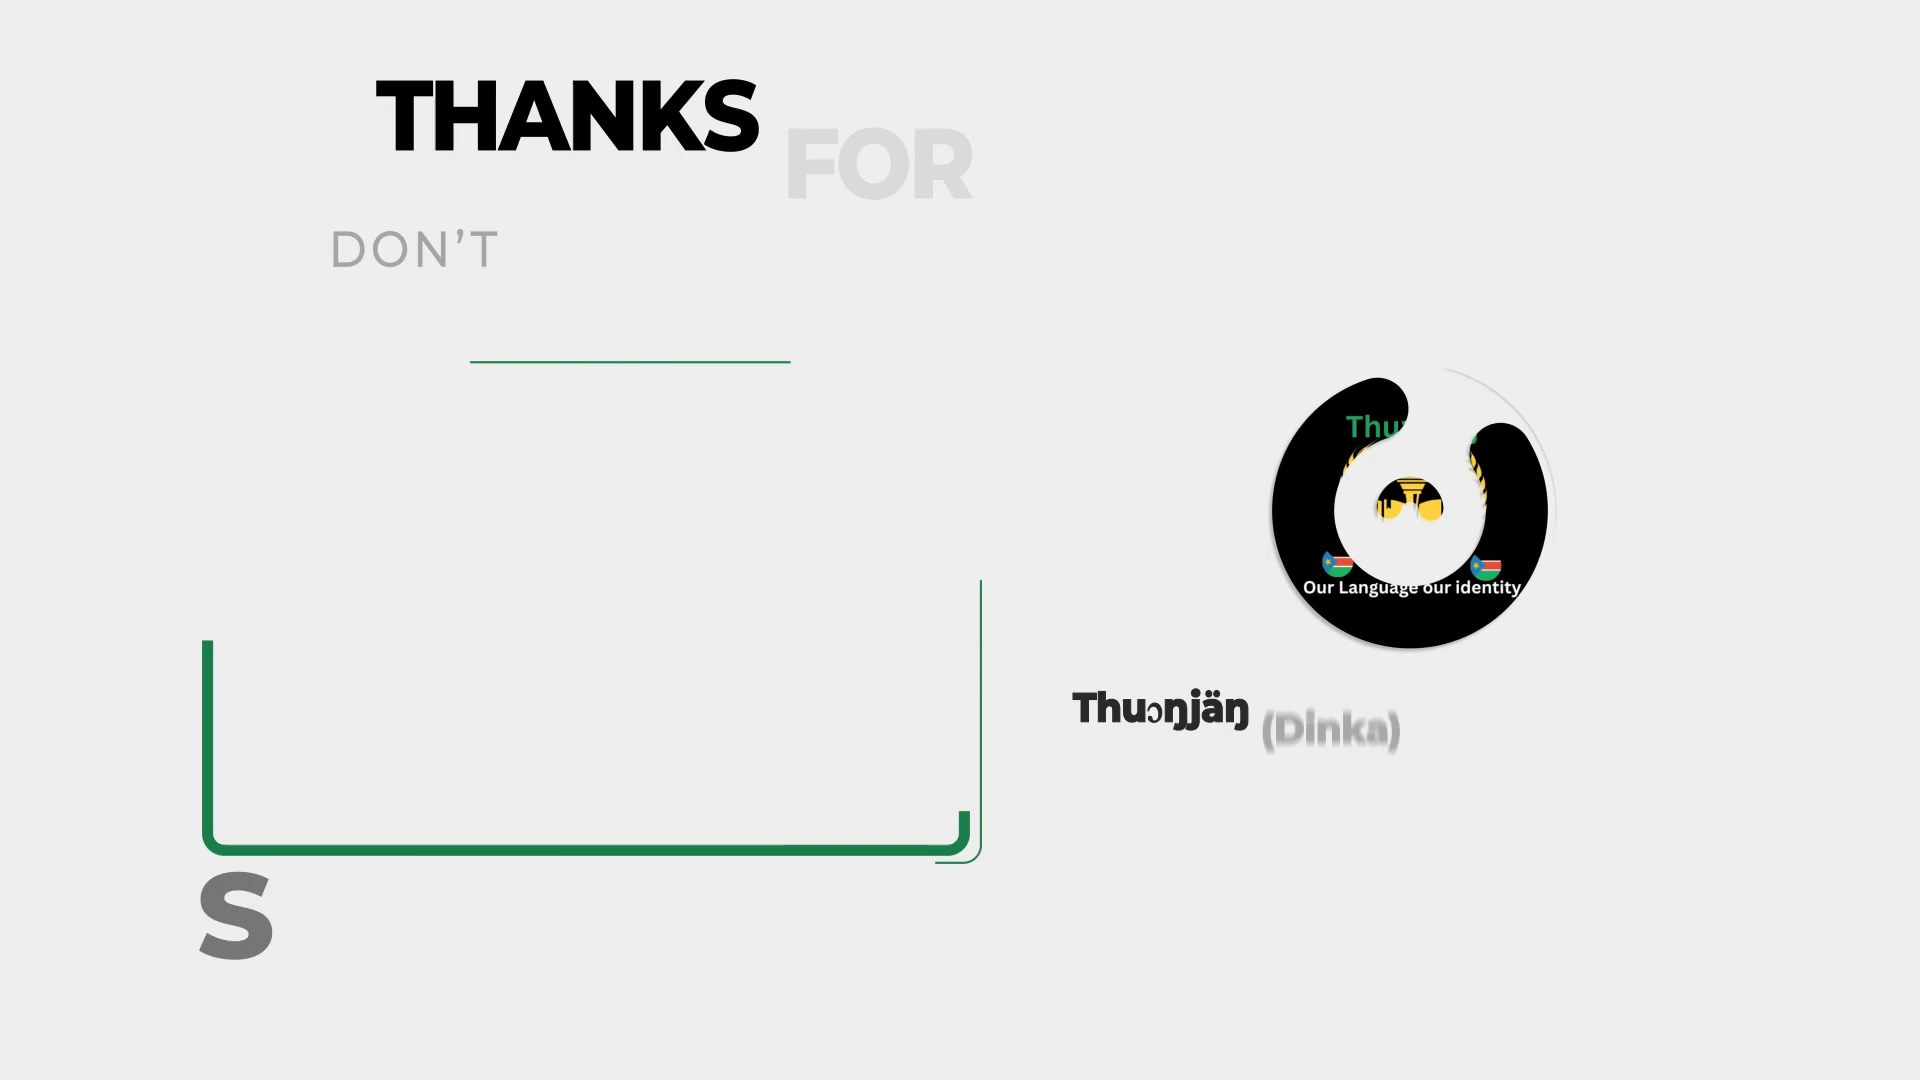 THANKS FOR
DON’T
Thu
Our Language our identity
Thuɔŋjäŋ (Dinka)
S